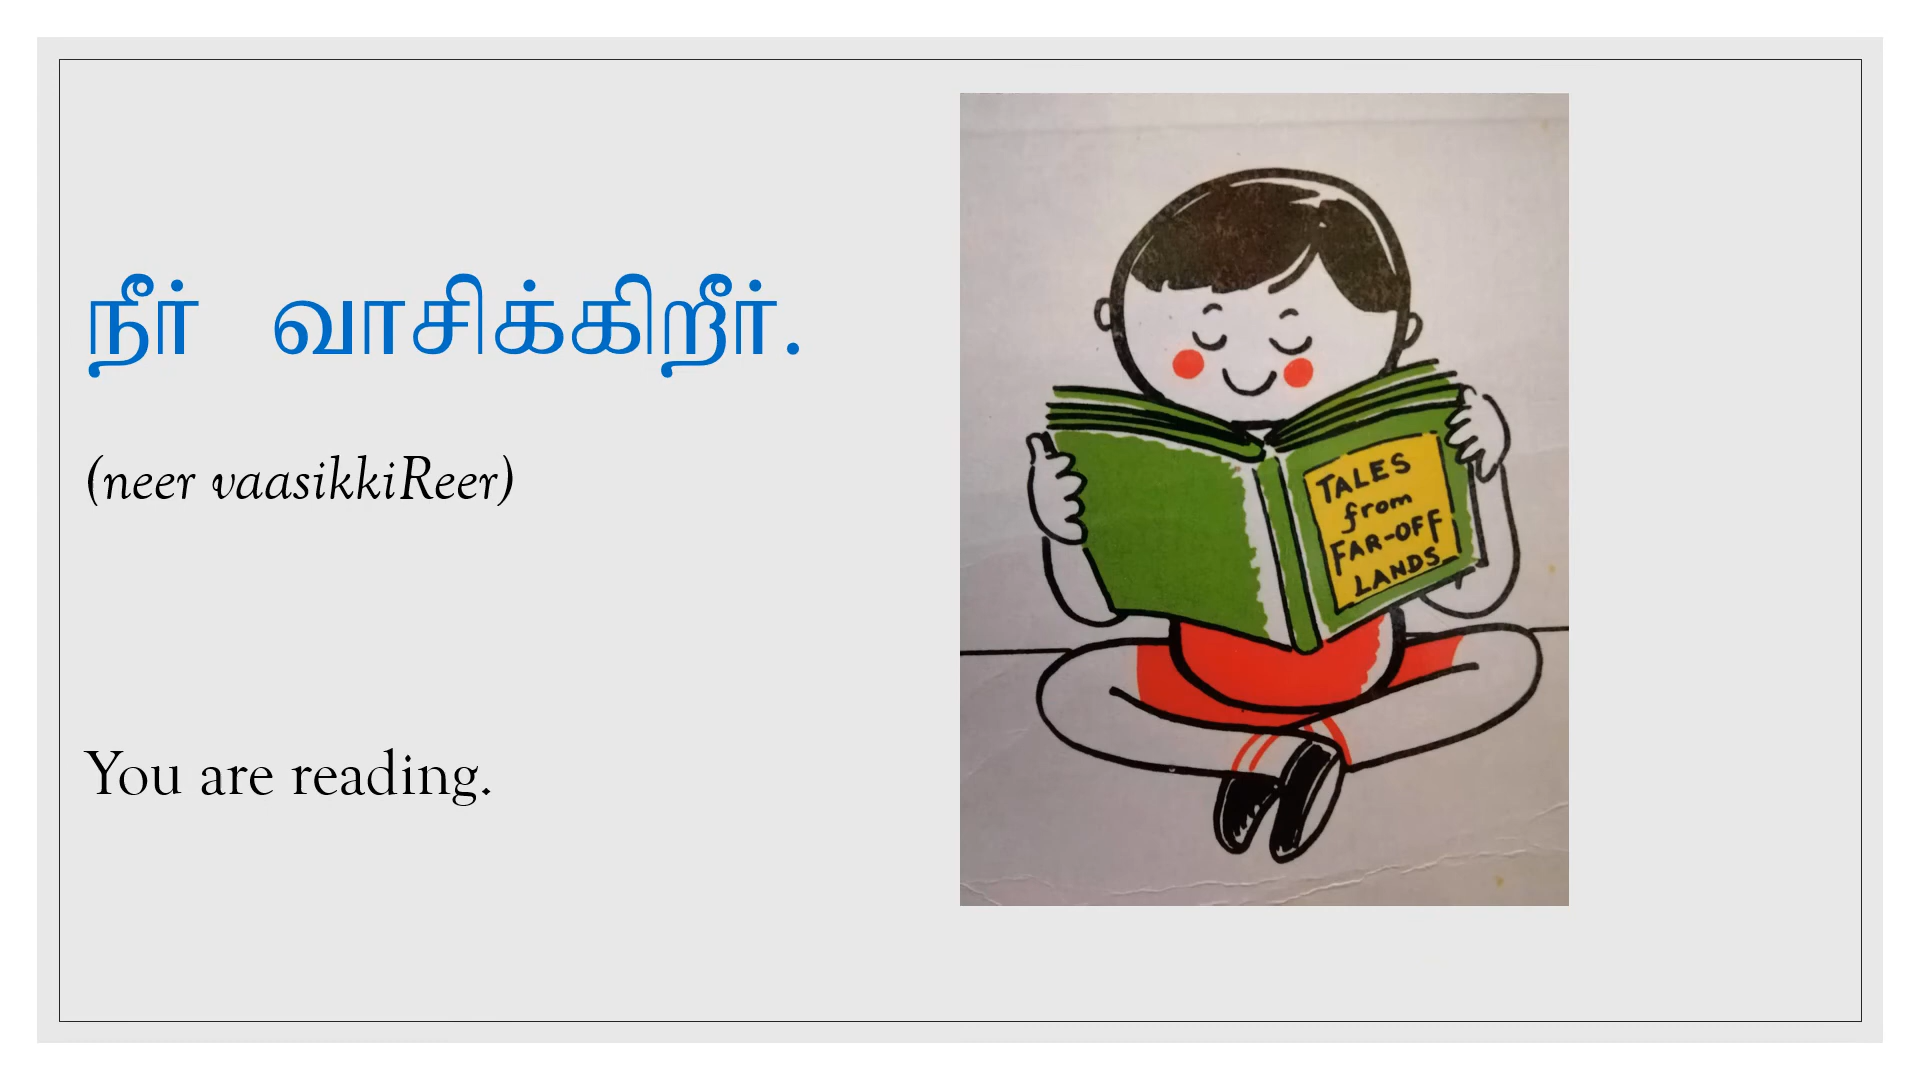 நீர் வாசிக்கிறீர்.
(neer vaasikkiReer)
You are reading.
TALES
from
FAR-OFF
LANDS